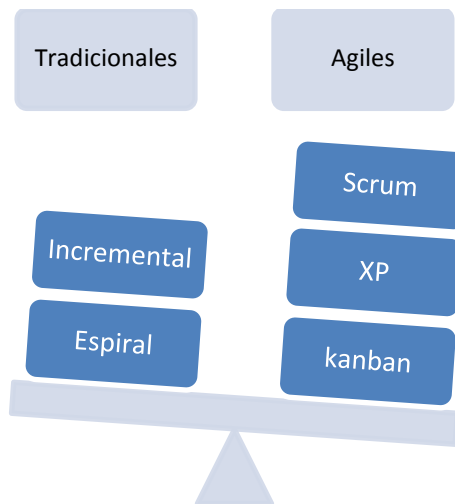 Tradicionales
Agiles
Scrum
Incremental
XP
Espiral
kanban